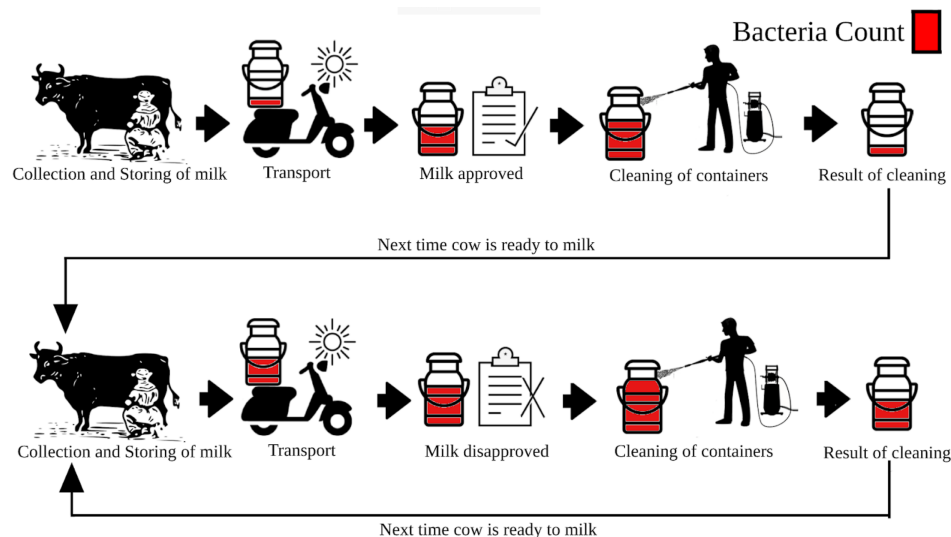 Bacteria Count
Collection and Storing of milk
Transport
Milk approved
Cleaning of containers
Result of cleaning
Next time cow is ready to milk
Collection and Storing of milk
Transport
Milk disapproved
Cleaning of containers
Result of cleaning
Next time cow is ready to milk